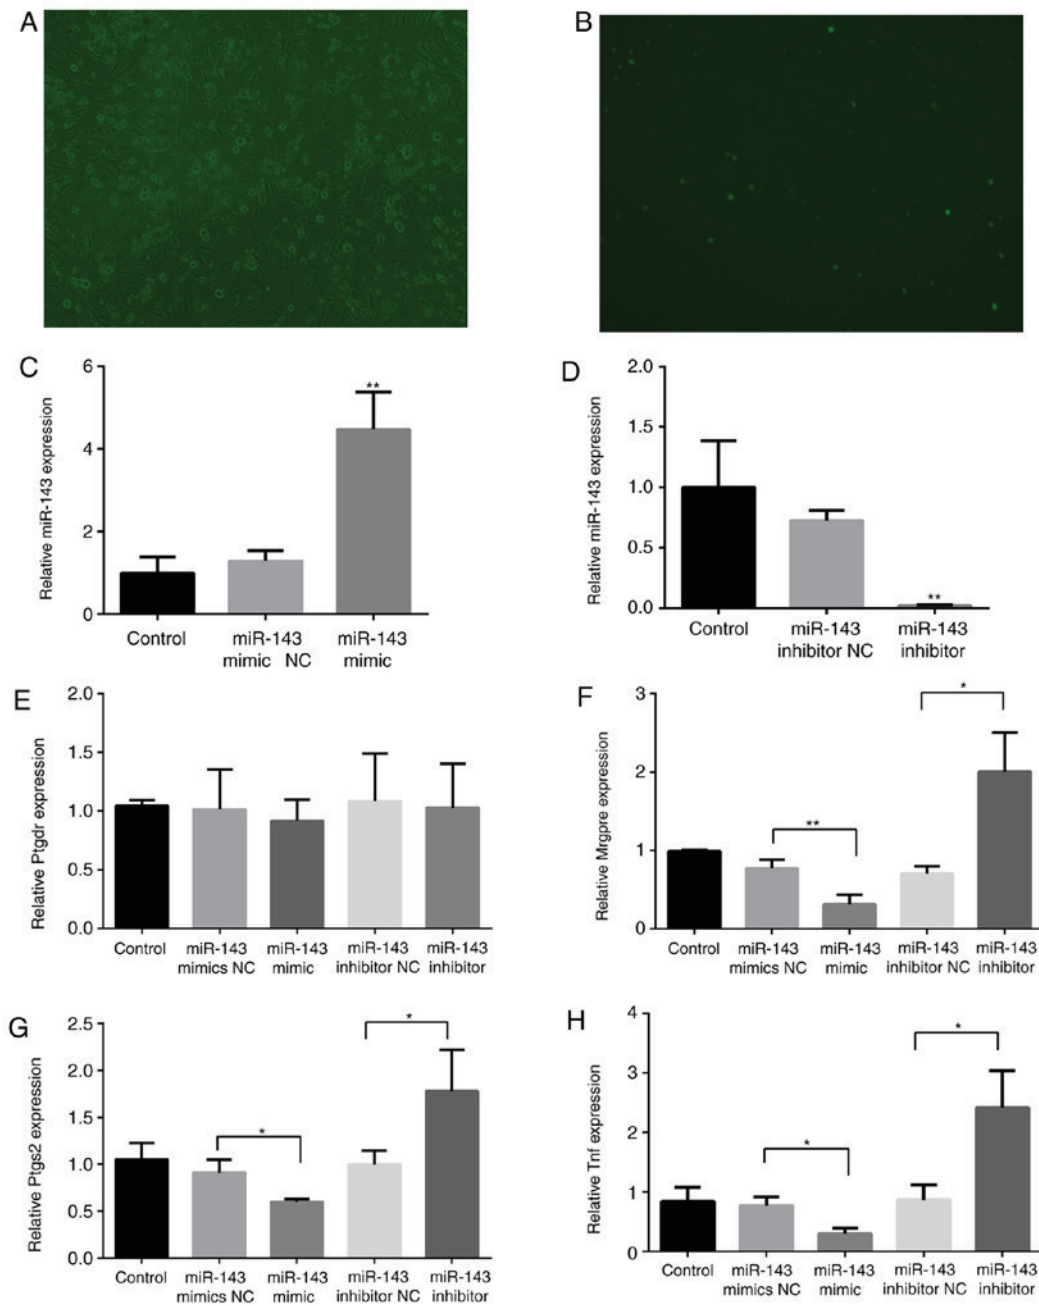 A
B
C
Relative miR-143 expression
6
4
2
0
**
Control
miR-143
mimic NC
miR-143
mimic
D
Relative miR-143 expression
2.0
1.5
1.0
0.5
0.0
**
Control
miR-143
inhibitor NC
miR-143
inhibitor
E
Relative Ptgdr expression
2.0
1.5
1.0
0.5
0.0
Control
miR-143
mimics NC
miR-143
mimic
miR-143
inhibitor NC
miR-143
inhibitor
F
Relative Mrgpre expression
3
2
1
0
**
*
Control
miR-143
mimics NC
miR-143
mimic
miR-143
inhibitor NC
miR-143
inhibitor
G
Relative Ptgs2 expression
2.5
2.0
1.5
1.0
0.5
0.0
*
*
Control
miR-143
mimics NC
miR-143
mimic
miR-143
inhibitor NC
miR-143
inhibitor
H
Relative Tnf expression
4
3
2
1
0
*
*
Control
miR-143
mimics NC
miR-143
mimic
miR-143
inhibitor NC
miR-143
inhibitor